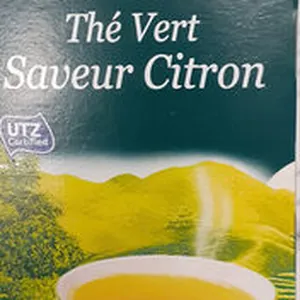 Thé Vert
Saveur Citron
UTZ
Certified